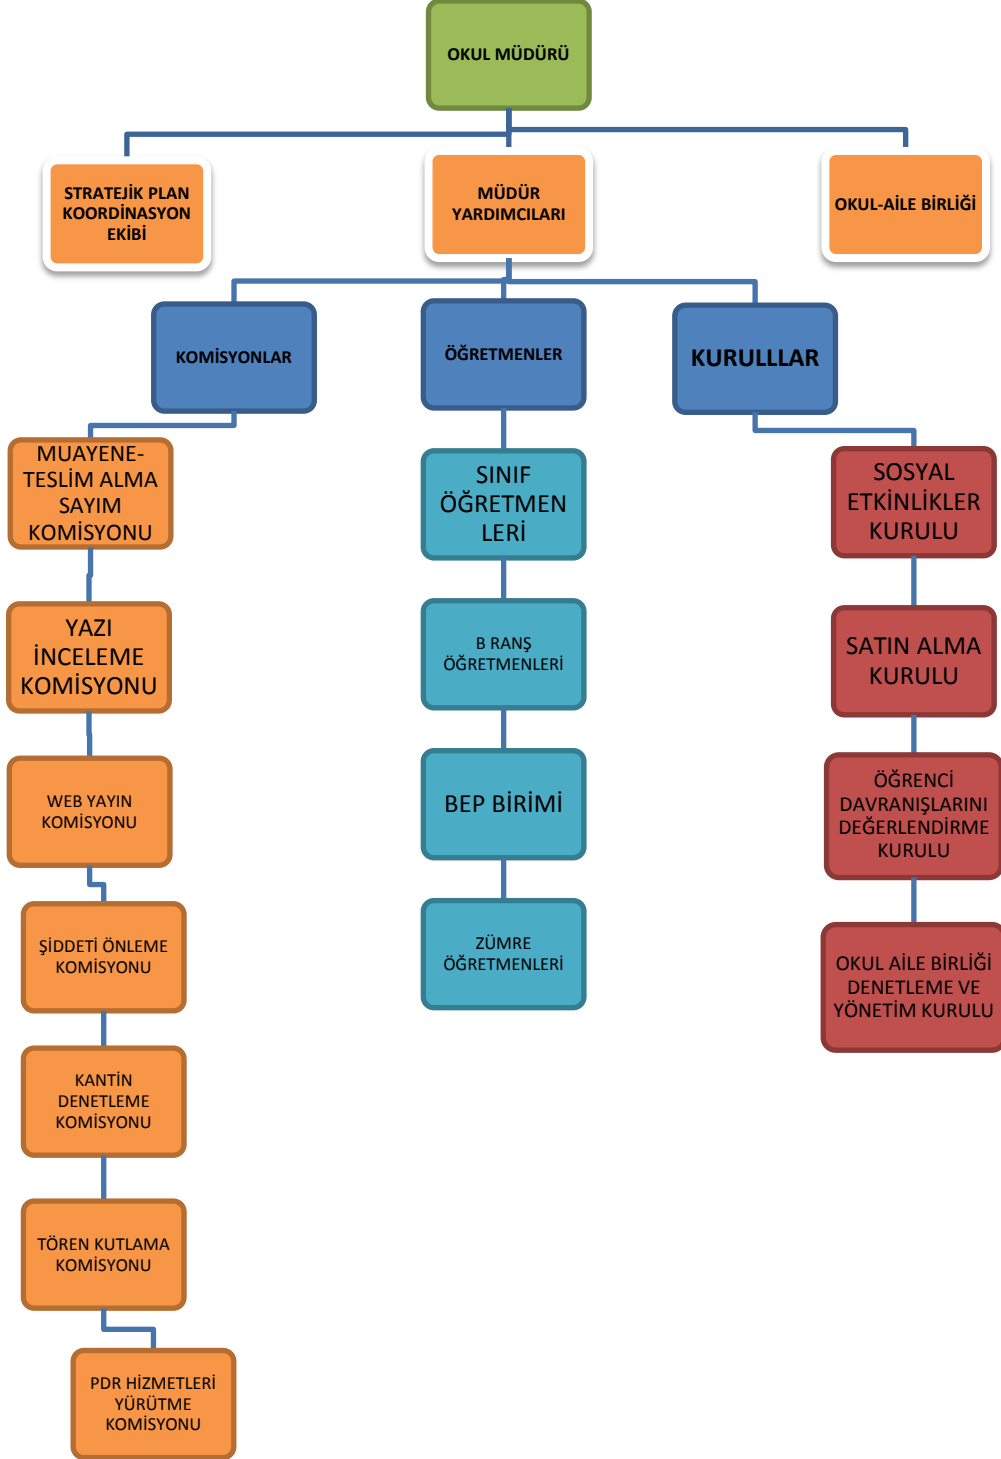 OKUL MÜDÜRÜ
STRATEJİK PLAN
KOORDİNASYON
EKİBİ
MÜDÜR
YARDIMCILARI
OKUL-AİLE BİRLİĞİ
KOMİSYONLAR
ÖĞRETMENLER
KURULLLAR
MUAYENE-
TESLİM ALMA
SAYIM
KOMİSYONU
YAZI
İNCELEME
KOMİSYONU
WEB YAYIN
KOMİSYONU
ŞİDDETİ ÖNLEME
KOMİSYONU
KANTİN
DENETLEME
KOMİSYONU
TÖREN KUTLAMA
KOMİSYONU
PDR HİZMETLERİ
YÜRÜTME
KOMİSYONU
SINIF
ÖĞRETMEN
LERİ
B RANŞ
ÖĞRETMENLERİ
BEP BİRİMİ
ZÜMRE
ÖĞRETMENLERİ
SOSYAL
ETKİNLİKLER
KURULU
SATIN ALMA
KURULU
ÖĞRENCİ
DAVRANIŞLARINI
DEĞERLENDİRME
KURULU
OKUL AİLE BİRLİĞİ
DENETLEME VE
YÖNETİM KURULU